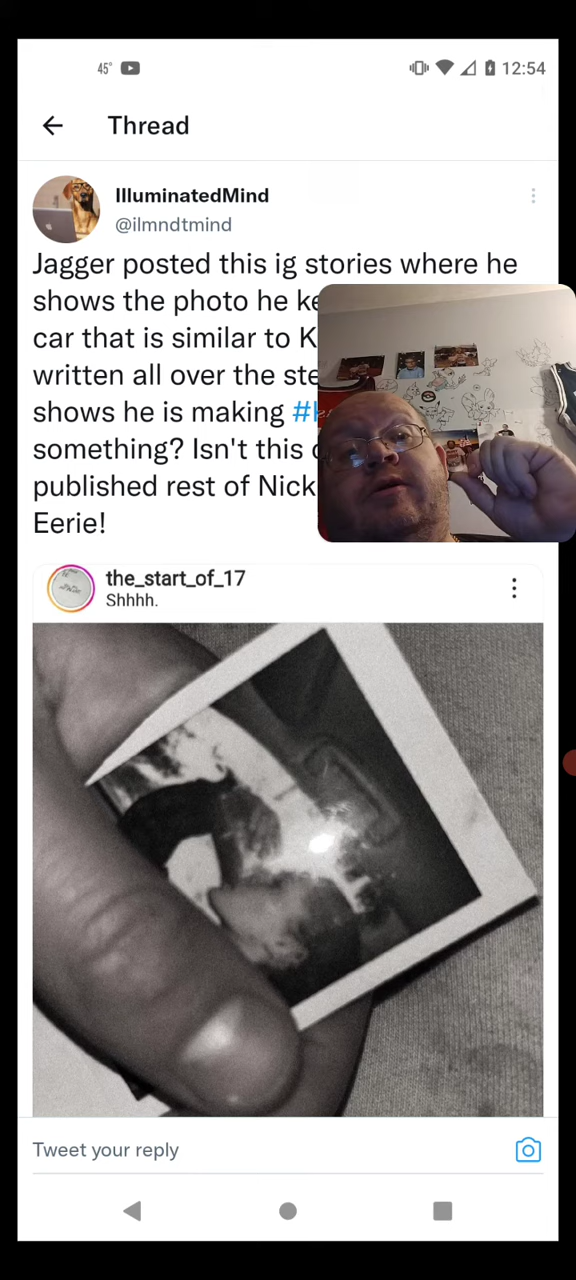 45°
12:54
Thread
IlluminatedMind
@ilmndtmind
Jagger posted this ig stories where he
shows the photo he
car that is similar to
written all over the
shows he is making
something? Isn't this
published rest of Nick
Eerie!
the_start_of_17
Shhhh.
Tweet your reply